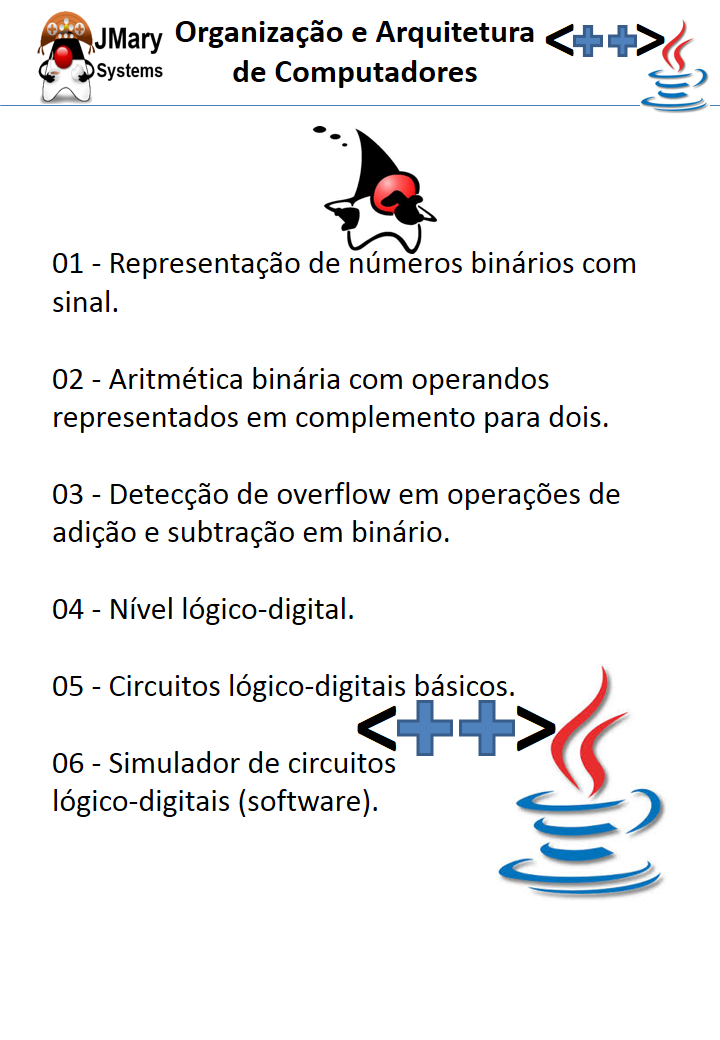 JMary
Systems
Organização e Arquitetura
de Computadores
<++>
01 - Representação de números binários com
sinal.
02 - Aritmética binária com operandos
representados em complemento para dois.
03 - Detecção de overflow em operações de
adição e subtração em binário.
04 - Nível lógico-digital.
05 - Circuitos lógico-digitais básicos.
<++>
06 - Simulador de circuitos
lógico-digitais (software).